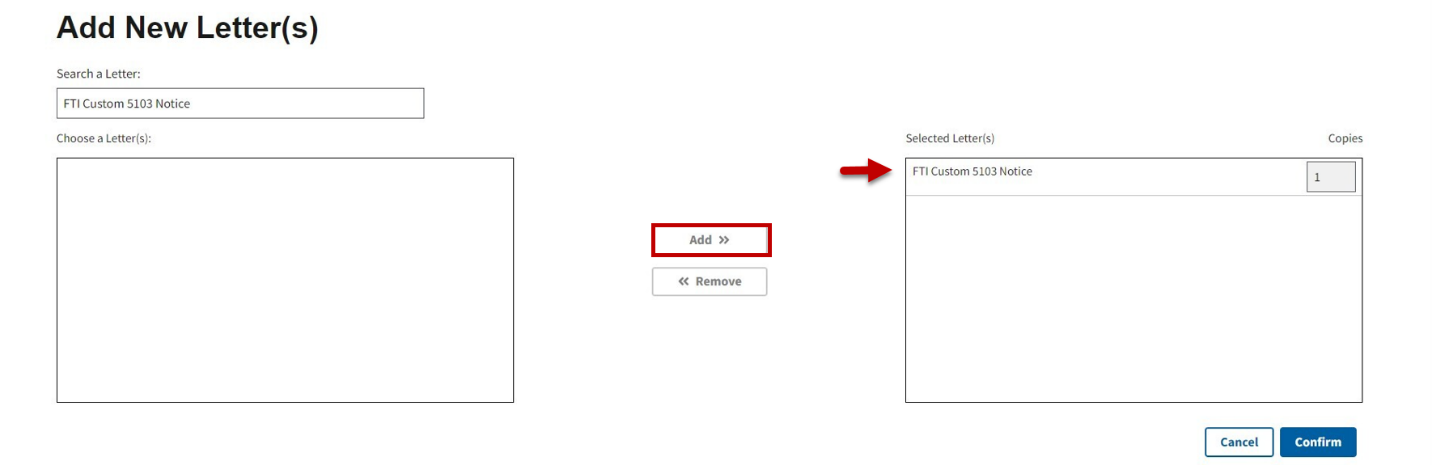 Add New Letter(s)
Search a Letter:
FTI Custom 5103 Notice
Choose a Letter(s):
Selected Letter(s) Copies
FTI Custom 5103 Notice 1
Add »
« Remove
Cancel Confirm